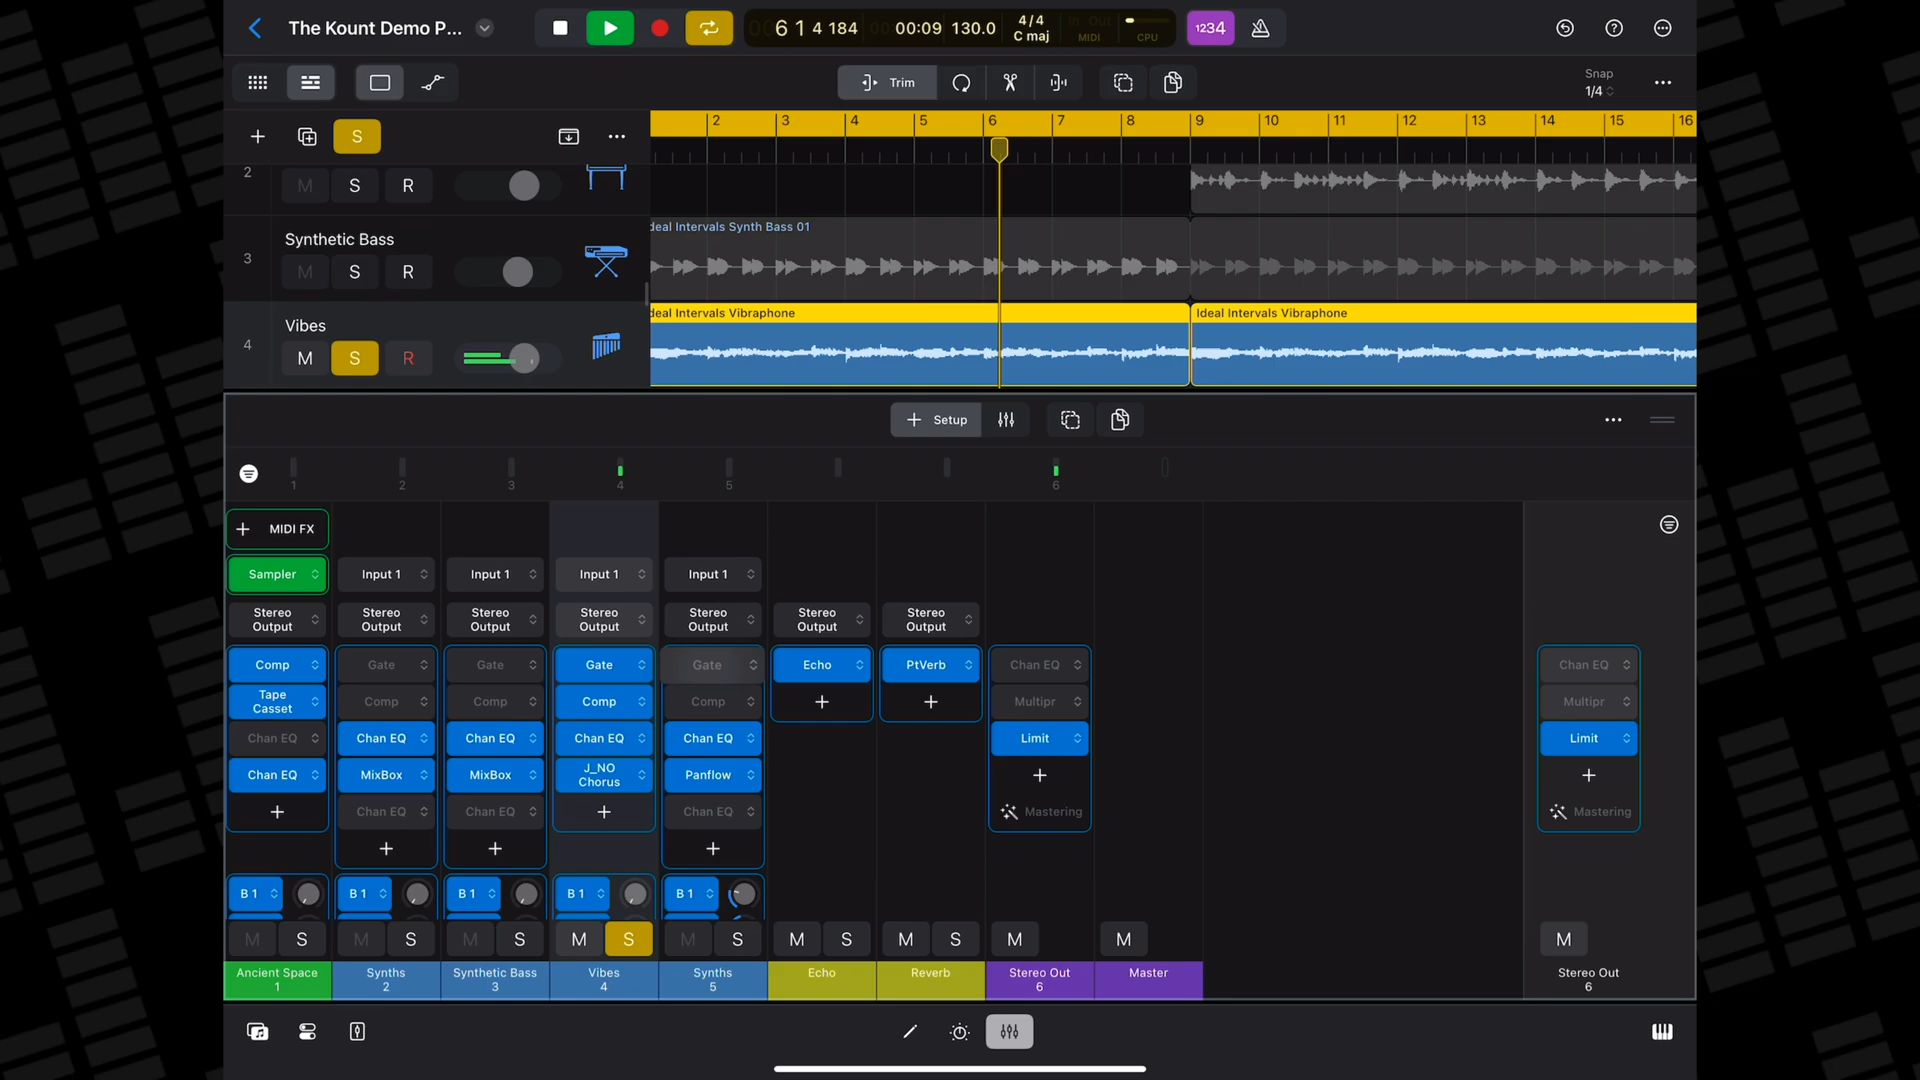 The Kount Demo P...
6 1 4 184
00:09
130.0
4/4
C maj
In Out
MIDI
CPU
1234
Trim
Snap
1/4
S
2 3 4 5 6 7 8 9 10 11 12 13 14 15 16
2
M S R
Synthetic Bass
3
M S R
deal Intervals Synth Bass 01
Vibes
4
M S R
deal Intervals Vibraphone
Ideal Intervals Vibraphone
Setup
1 2 3 4 5 6
MIDI FX
Sampler Input 1 Input 1 Input 1 Input 1
Stereo Stereo Stereo Stereo Stereo Stereo Stereo
Output Output Output Output Output Output Output
Comp Gate Gate Gate Gate Echo PtVerb Chan EQ Chan EQ
Tape
Casset Comp Comp Comp Comp Multipr Multipr
Chan EQ Chan EQ Chan EQ Chan EQ Chan EQ Limit Limit
Chan EQ MixBox MixBox J_NO
Chorus Panflow
Chan EQ Chan EQ Chan EQ Mastering Mastering
B 1 B 1 B 1 B 1 B 1
M S M S M S M S M S M S M S M M M
Ancient Space Synths Synthetic Bass Vibes Synths Echo Reverb Stereo Out Master Stereo Out
1 2 3 4 5 6 6